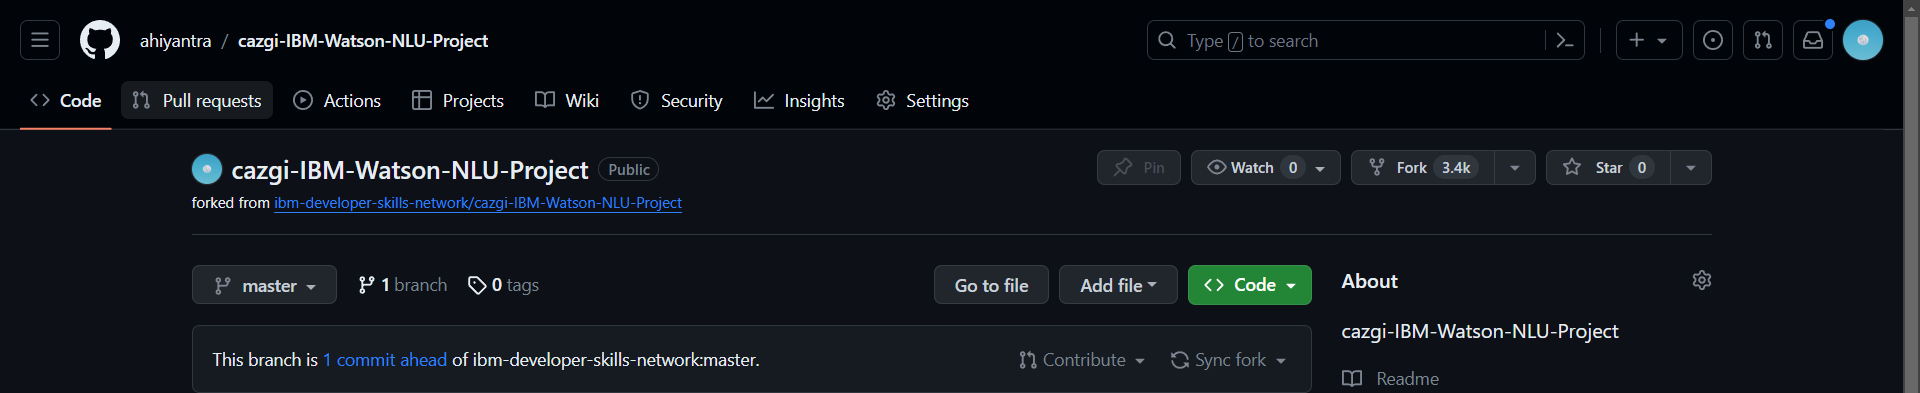 ahiyantra / cazgi-IBM-Watson-NLU-Project
Type / to search
Code Pull requests Actions Projects Wiki Security Insights Settings
cazgi-IBM-Watson-NLU-Project Public
Pin Watch 0 Fork 3.4k Star 0
forked from ibm-developer-skills-network/cazgi-IBM-Watson-NLU-Project
master 1 branch 0 tags Go to file Add file Code
About
cazgi-IBM-Watson-NLU-Project
This branch is 1 commit ahead of ibm-developer-skills-network:master. Contribute Sync fork
Readme